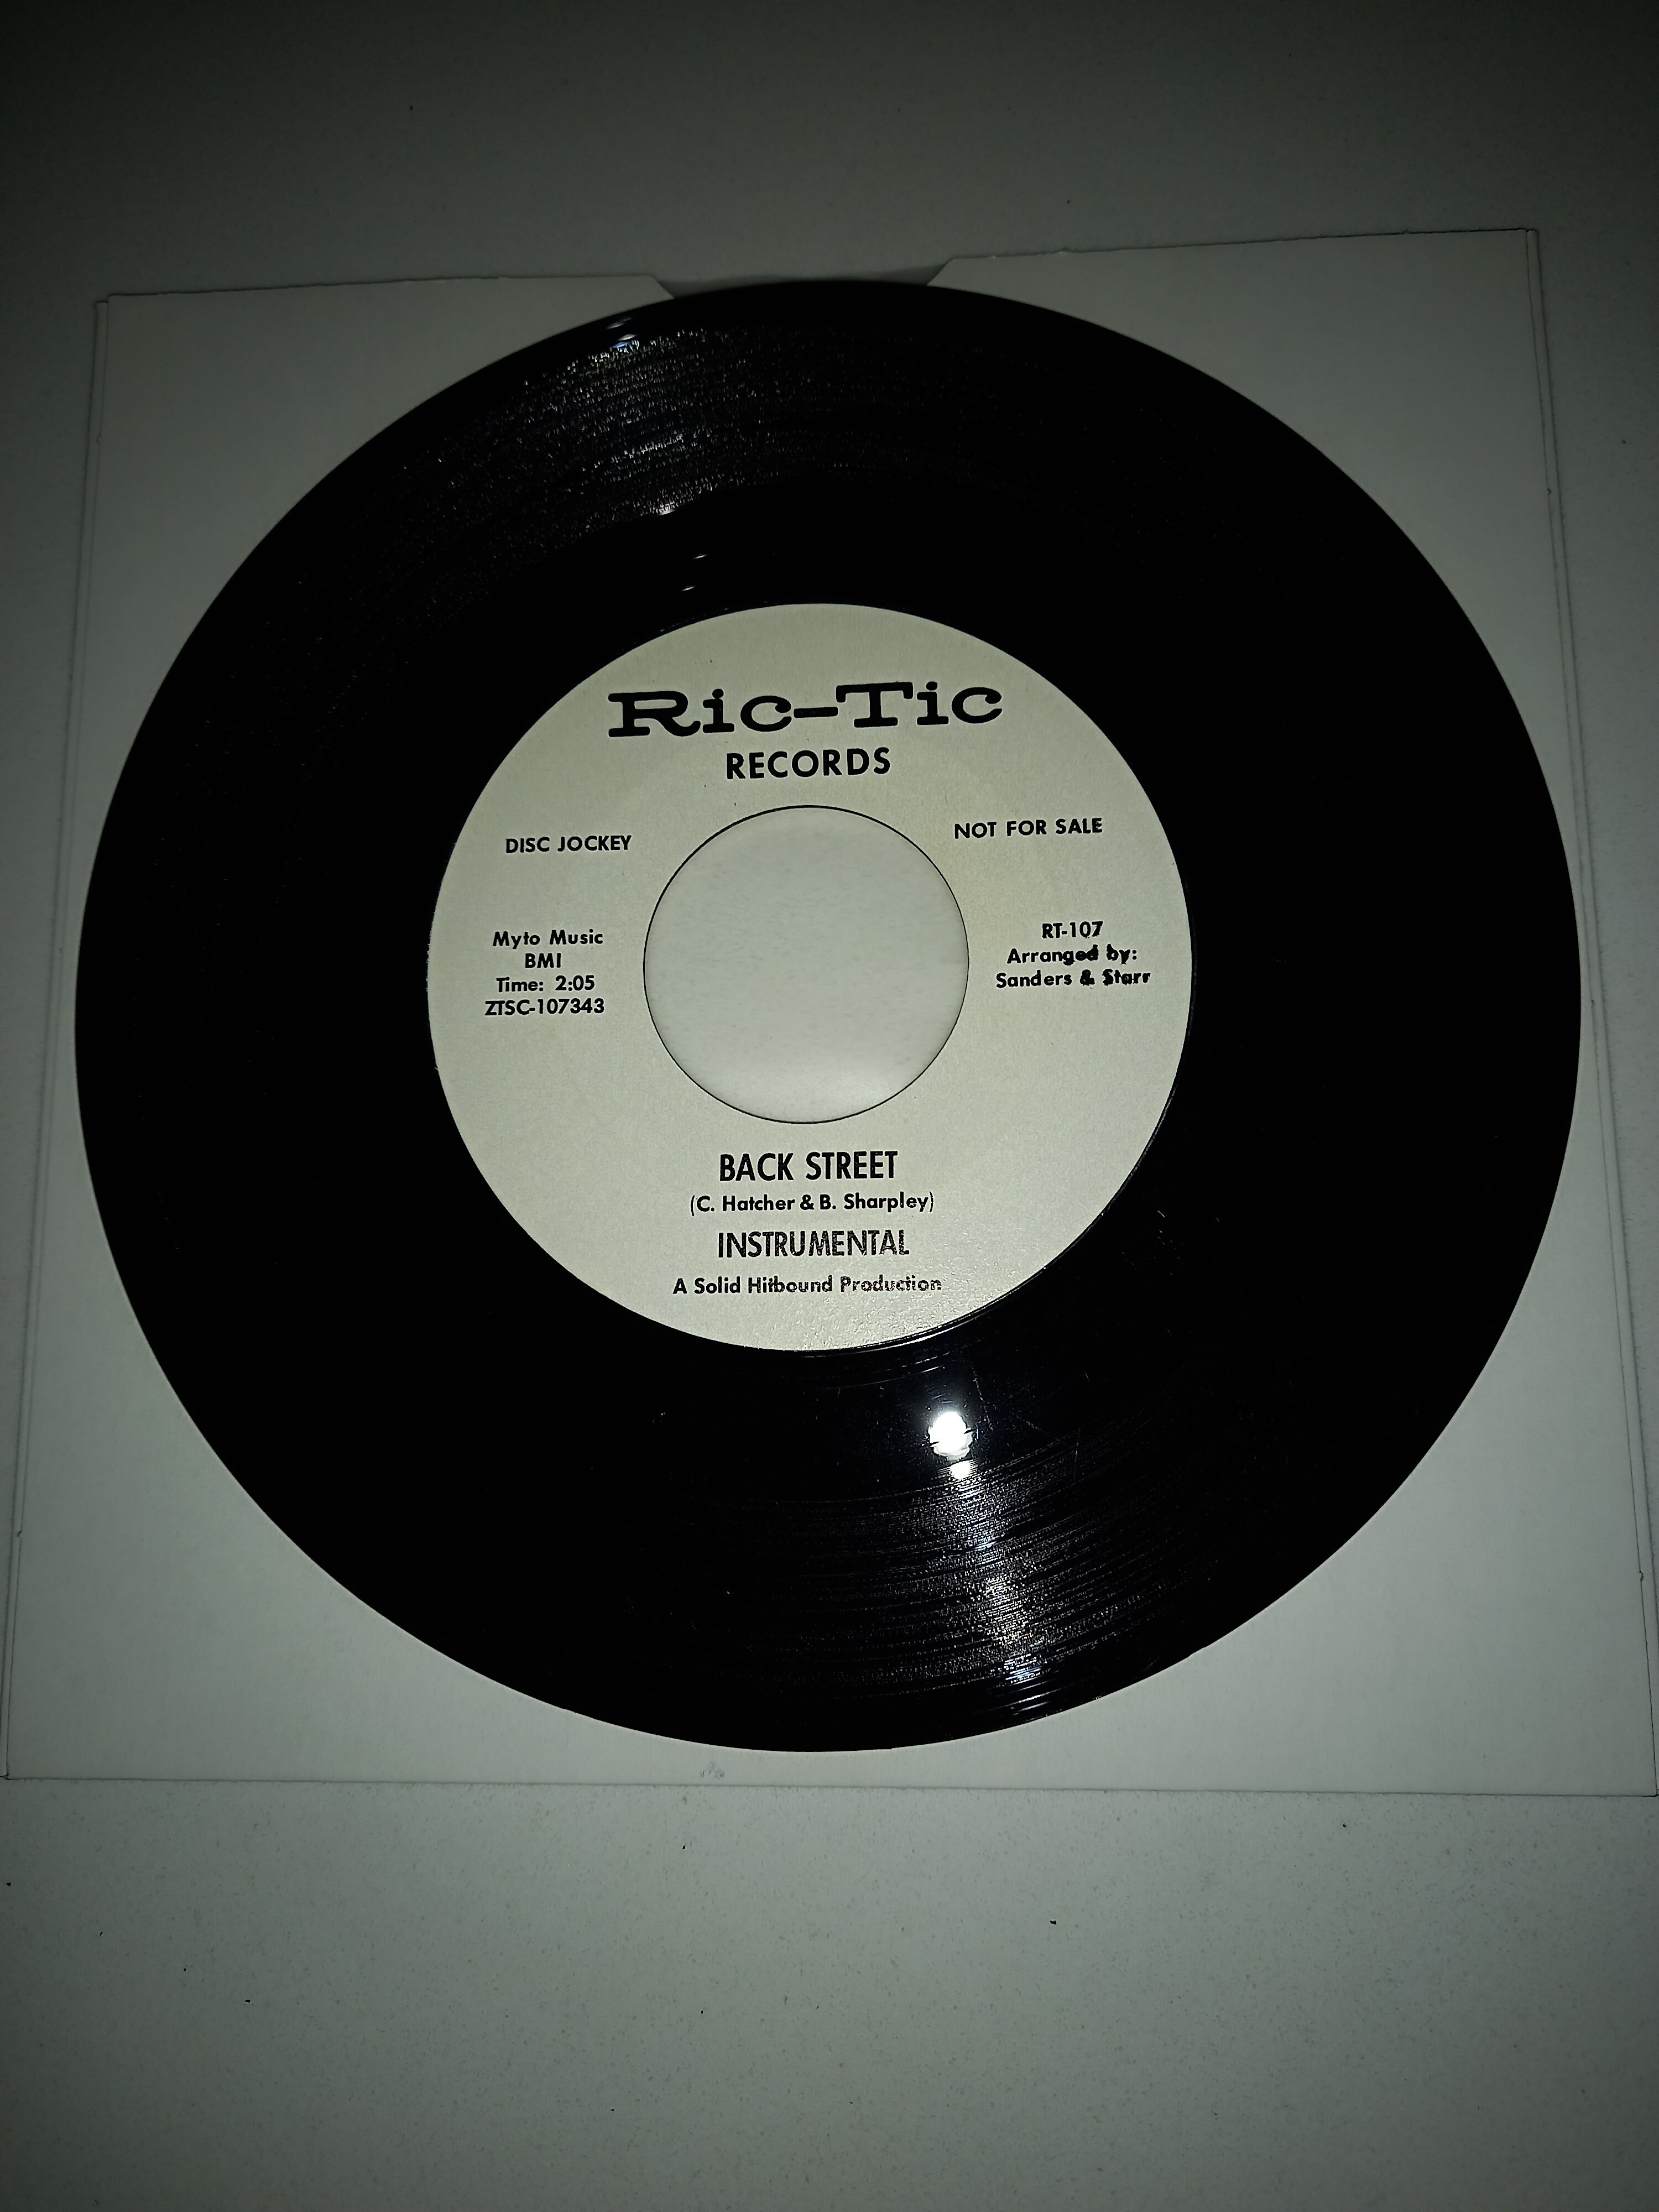 Ric-Tic
RECORDS
DISC JOCKEY
NOT FOR SALE
Myto Music
BMI
Time: 2:05
ZTSC-107343
RT-107
Arranged by:
Sanders & Starr
BACK STREET
(C. Hatcher & B. Sharpley)
INSTRUMENTAL
A Solid Hitbound Production